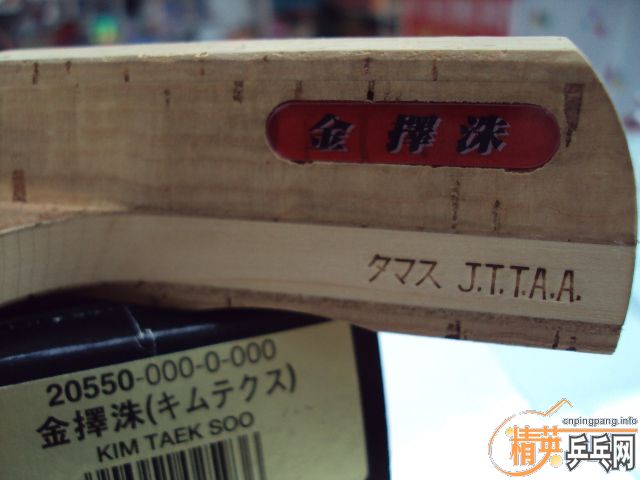 金擇洙
タマス J.T.T.A.A.
20550-000-0-000
金擇洙(キムテクス)
KIM TAEK SOO
cnpingpang.info
精英乒乓网